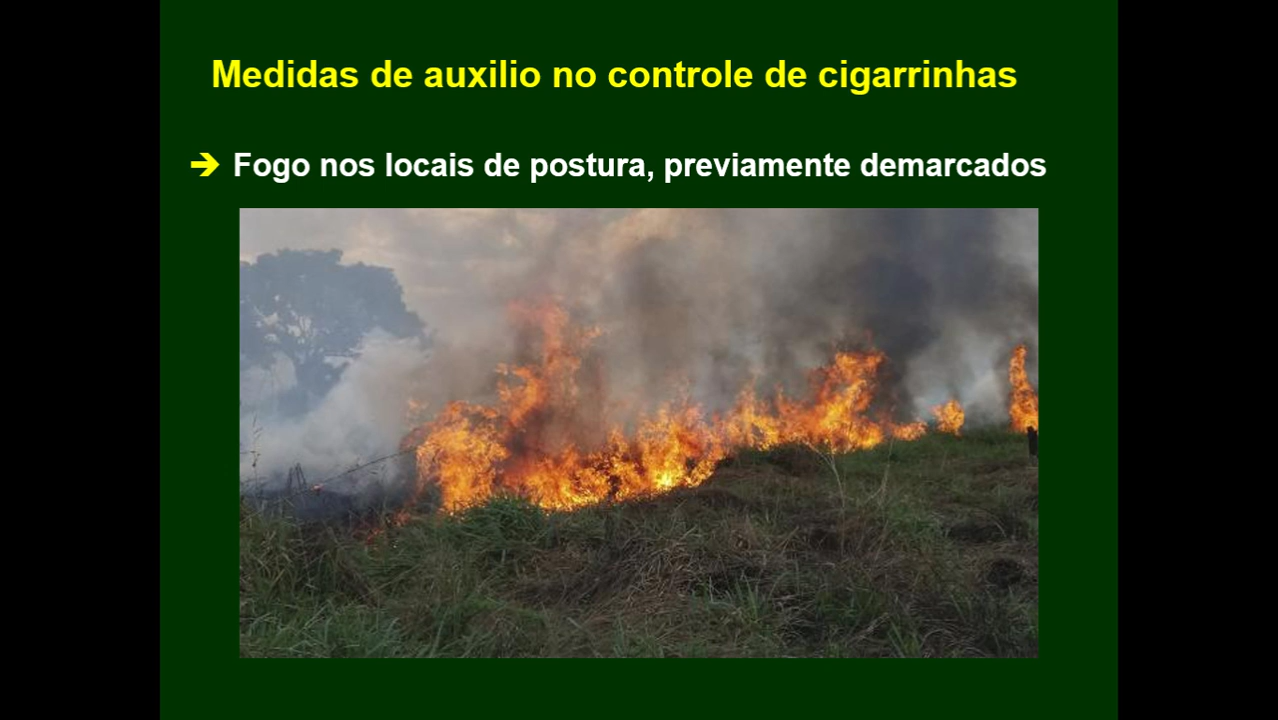 Medidas de auxilio no controle de cigarrinhas
➔ Fogo nos locais de postura, previamente demarcados